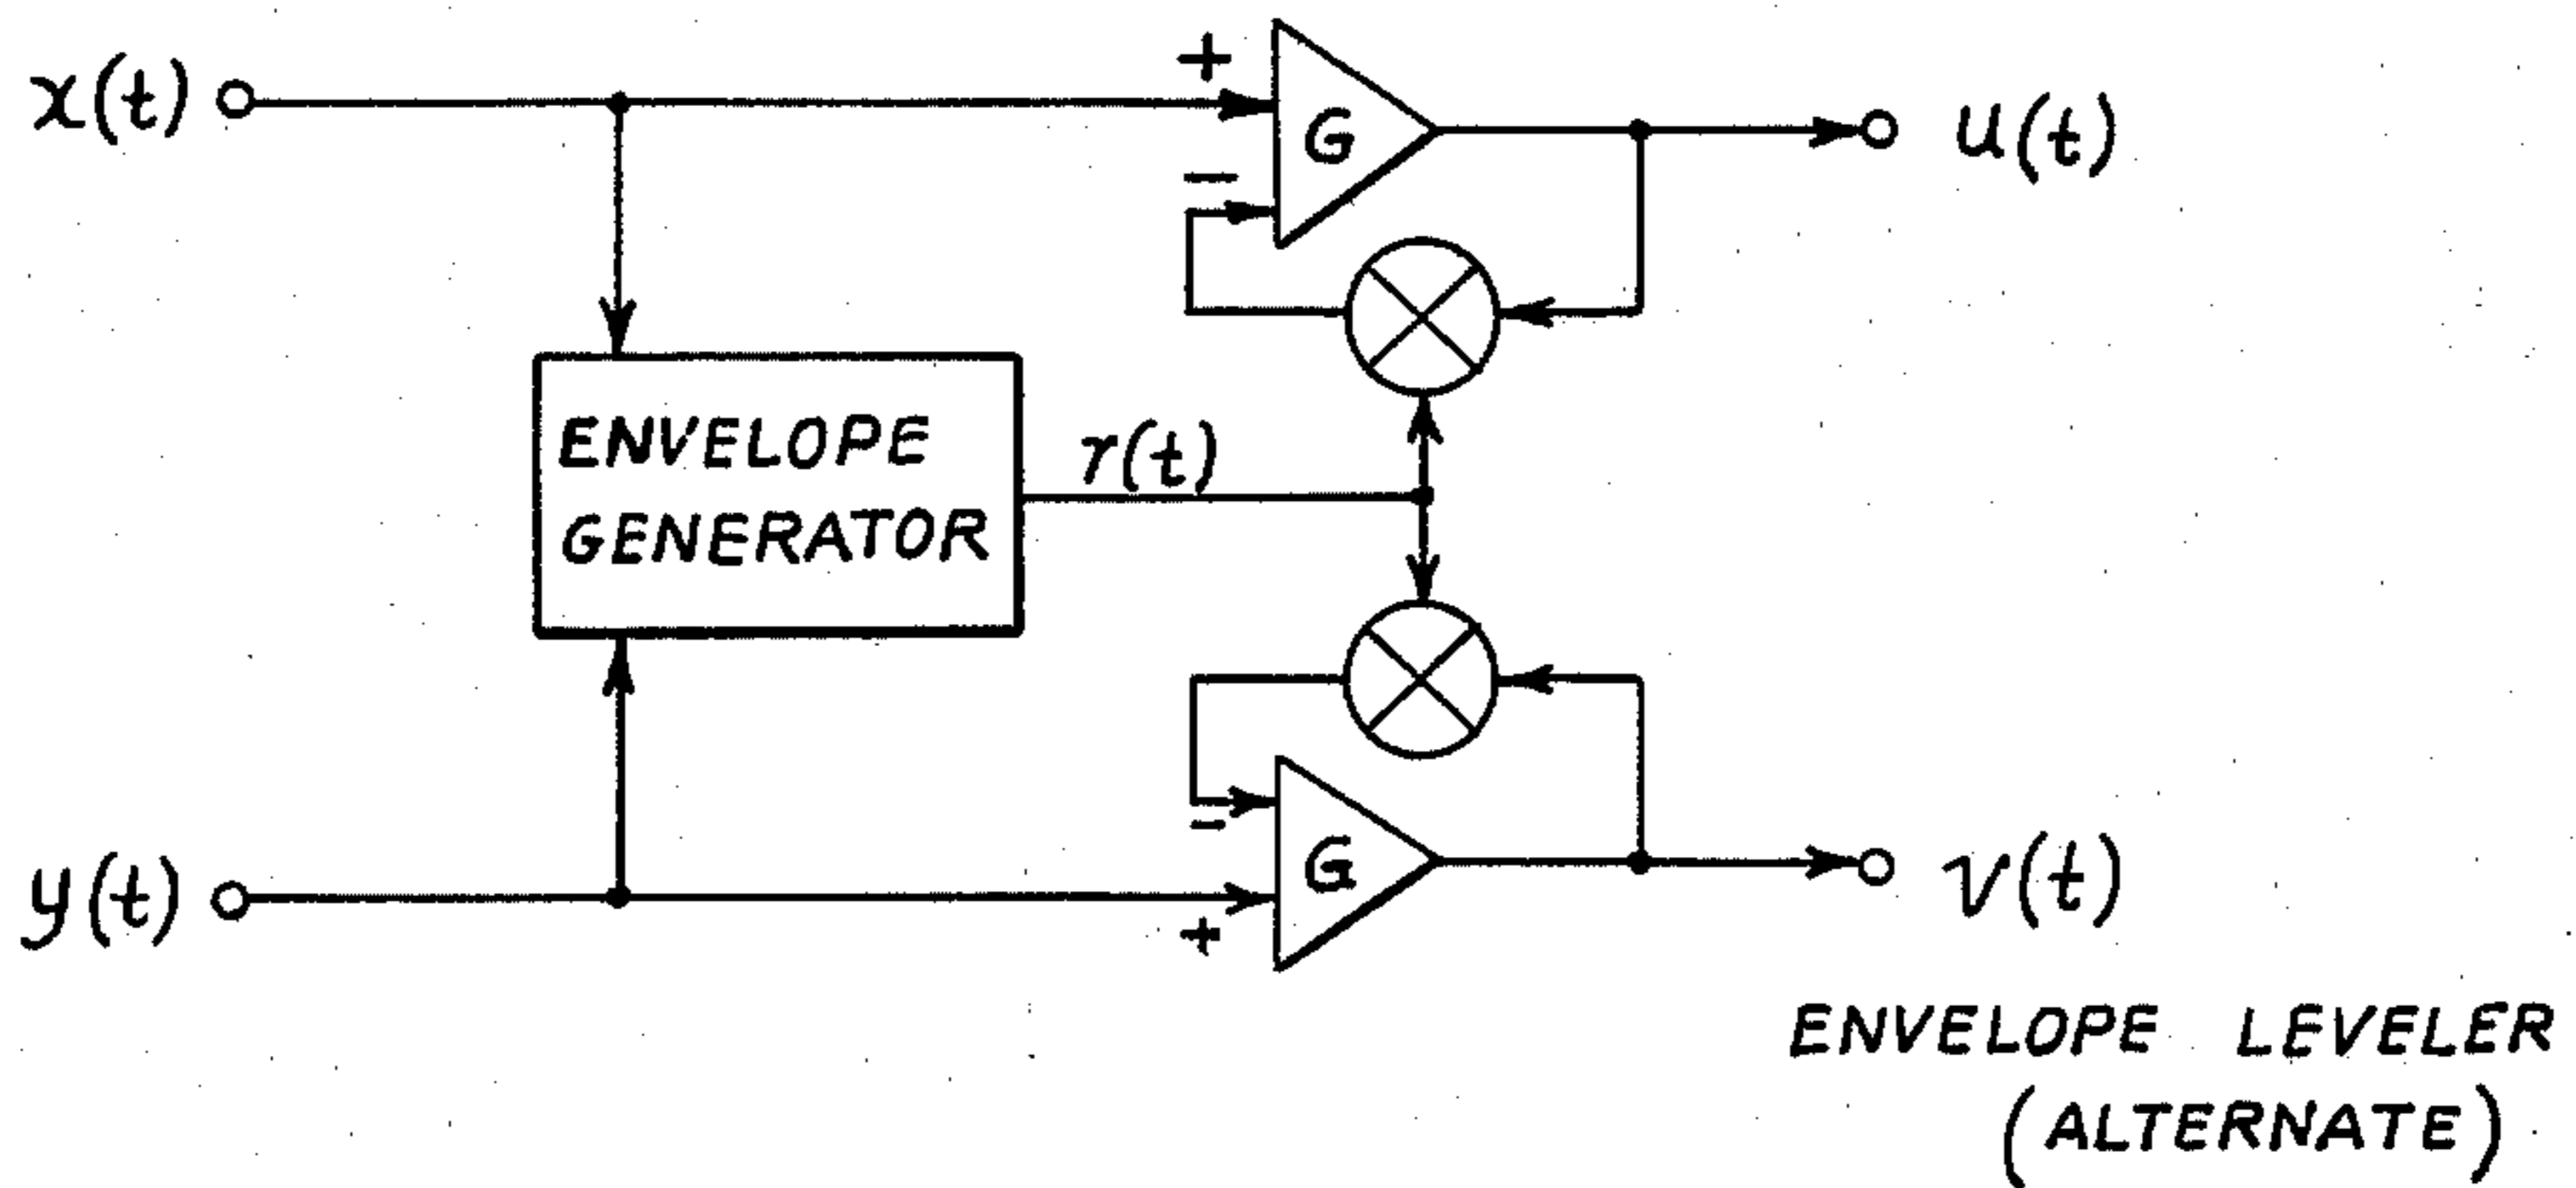 x(t)
+
G
−
u(t)
ENVELOPE
GENERATOR
r(t)
−
G
+
y(t)
v(t)
ENVELOPE LEVELER
(ALTERNATE)